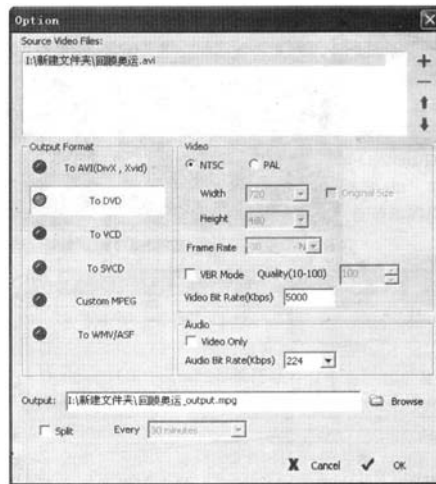 Option
Source Video Files:
I:\新建文件夹\回顾奥运.avi
Output Format
To AVI(DivX , Xvid)
To DVD
To VCD
To SVCD
Custom MPEG
To WMV/ASF
Video
NTSC
PAL
Width
720
Original Size
Height
480
Frame Rate
30
- N
VBR Mode
Quality(10-100)
100
Video Bit Rate(Kbps)
5000
Audio
Video Only
Audio Bit Rate(Kbps)
224
Output:
I:\新建文件夹\回顾奥运_output.mpg
Browse
Split
Every
30 minutes
X Cancel
OK